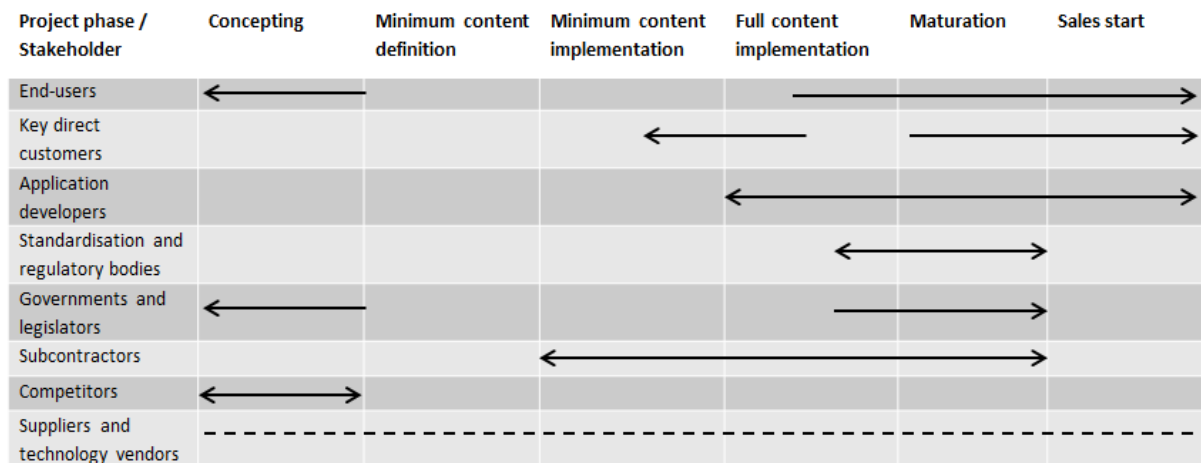 Project phase / Concepting Minimum content Minimum content Full content Maturation Sales start
Stakeholder definition implementation implementation
End-users
Key direct
customers
Application
developers
Standardisation and
regulatory bodies
Governments and
legislators
Subcontractors
Competitors
Suppliers and
technology vendors